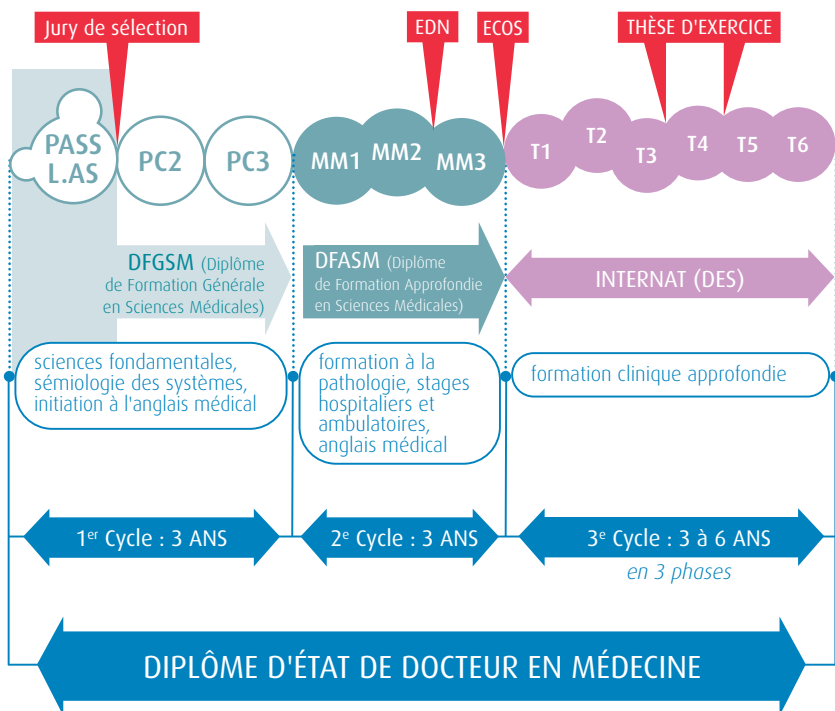 Jury de sélection
EDN
ECOS
THÈSE D'EXERCICE
PASS
L.AS
PC2
PC3
MM1
MM2
MM3
T1
T2
T3
T4
T5
T6
DFGSM (Diplôme
de Formation Générale
en Sciences Médicales)
DFASM (Diplôme
de Formation Approfondie
en Sciences Médicales)
INTERNAT (DES)
sciences fondamentales,
sémiologie des systèmes,
initiation à l'anglais médical
formation à la
pathologie, stages
hospitaliers et
ambulatoires,
anglais médical
formation clinique approfondie
1er Cycle : 3 ANS
2e Cycle : 3 ANS
3e Cycle : 3 à 6 ANS
en 3 phases
DIPLÔME D'ÉTAT DE DOCTEUR EN MÉDECINE